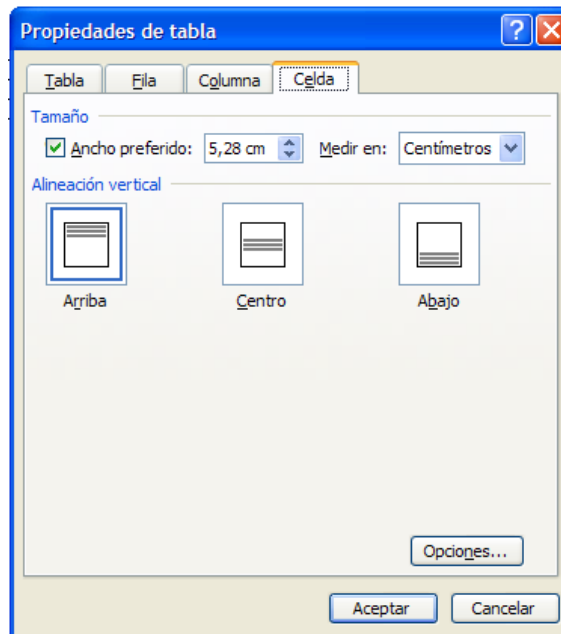 Propiedades de tabla
Tabla Fila Columna Celda
Tamaño
Ancho preferido: 5,28 cm Medir en: Centímetros
Alineación vertical
Arriba Centro Abajo
Opciones...
Aceptar Cancelar